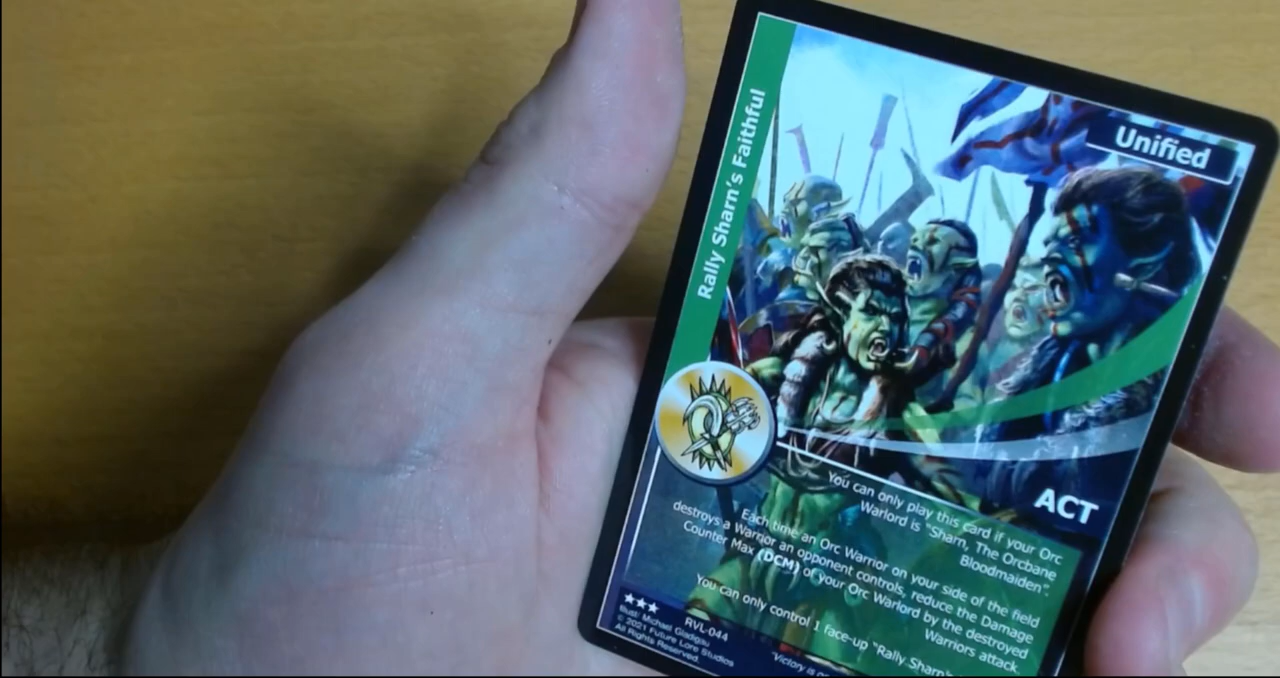 Rally Sharn's Faithful
Unified
ACT
You can only play this card if your Orc
Warlord is "Sharn, The Orcbane
Bloodmaiden".
Each time an Orc Warrior on your side of the field
destroys a Warrior an opponent controls, reduce the Damage
Counter Max (DCM) of your Orc Warlord by the destroyed
Warriors attack.
You can only control 1 face-up "Rally Sharn's
RVL-044
Illust: Michael Gladigau
© 2021 Future Lore Studios
All Rights Reserved.
"Victory is